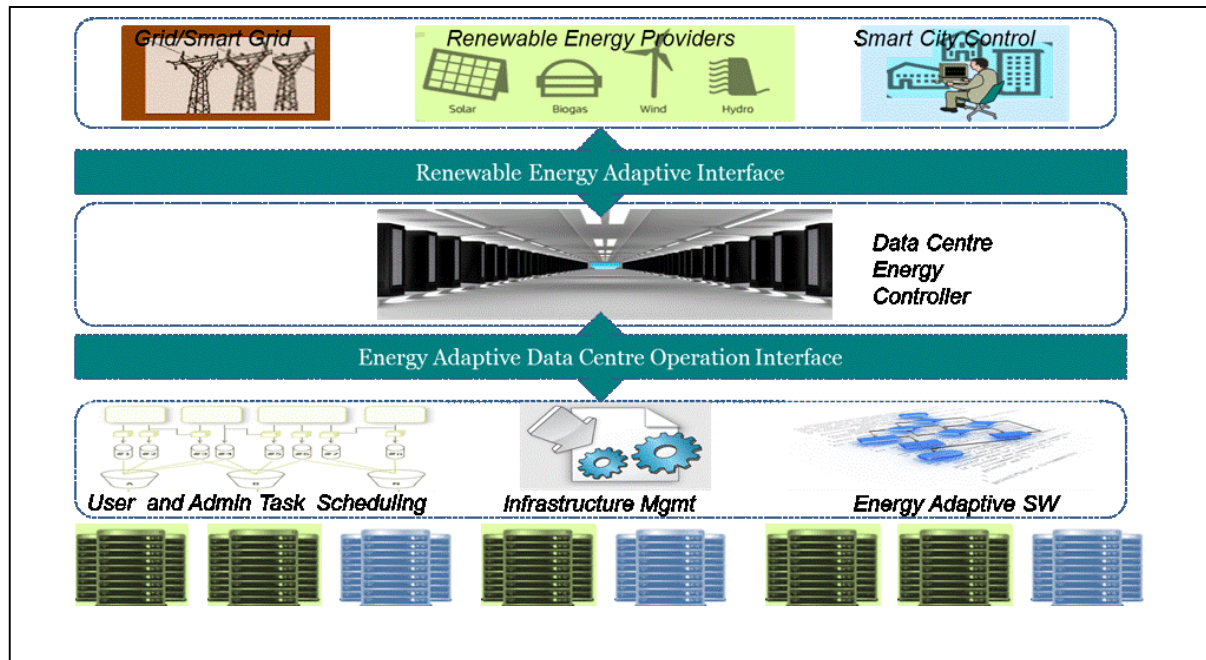 Grid/Smart Grid
Renewable Energy Providers
Smart City Control
Solar
Biogas
Wind
Hydro
Renewable Energy Adaptive Interface
Data Centre
Energy
Controller
Energy Adaptive Data Centre Operation Interface
A
B
N
User and Admin Task Scheduling
Infrastructure Mgmt
Energy Adaptive SW